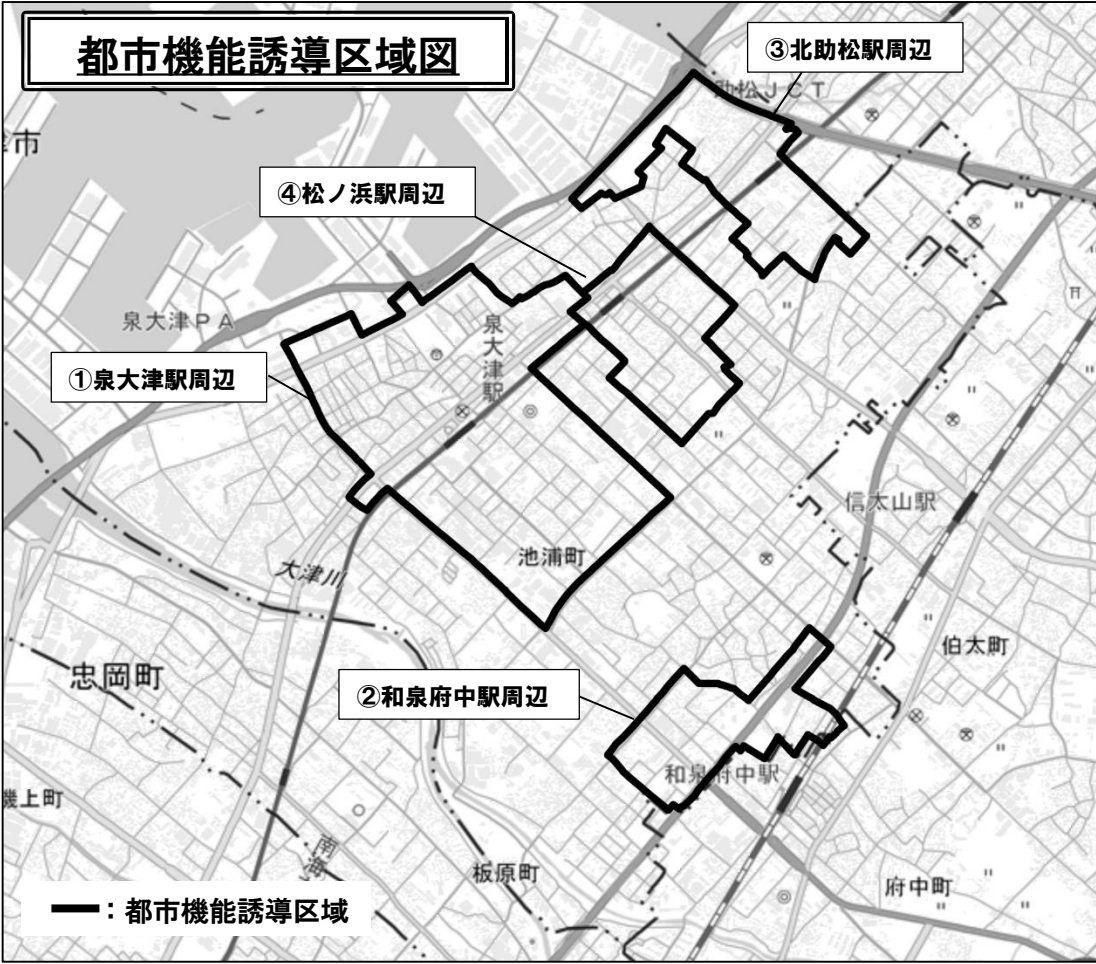 都市機能誘導区域図
③北助松駅周辺
助松JCT
市
④松ノ浜駅周辺
泉大津PA
泉大津駅
①泉大津駅周辺
信太山駅
池浦町
大津川
伯太町
忠岡町
②和泉府中駅周辺
和泉府中駅
磯上町
南海
板原町
府中町
：都市機能誘導区域